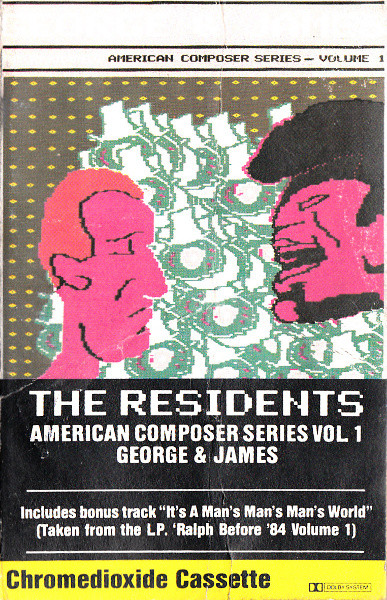 AMERICAN COMPOSER SERIES — VOLUME 1
THE RESIDENTS
AMERICAN COMPOSER SERIES VOL 1
GEORGE & JAMES
Includes bonus track "It's A Man's Man's Man's World"
(Taken from the L.P. 'Ralph Before '84 Volume 1)
Chromedioxide Cassette
DOLBY SYSTEM